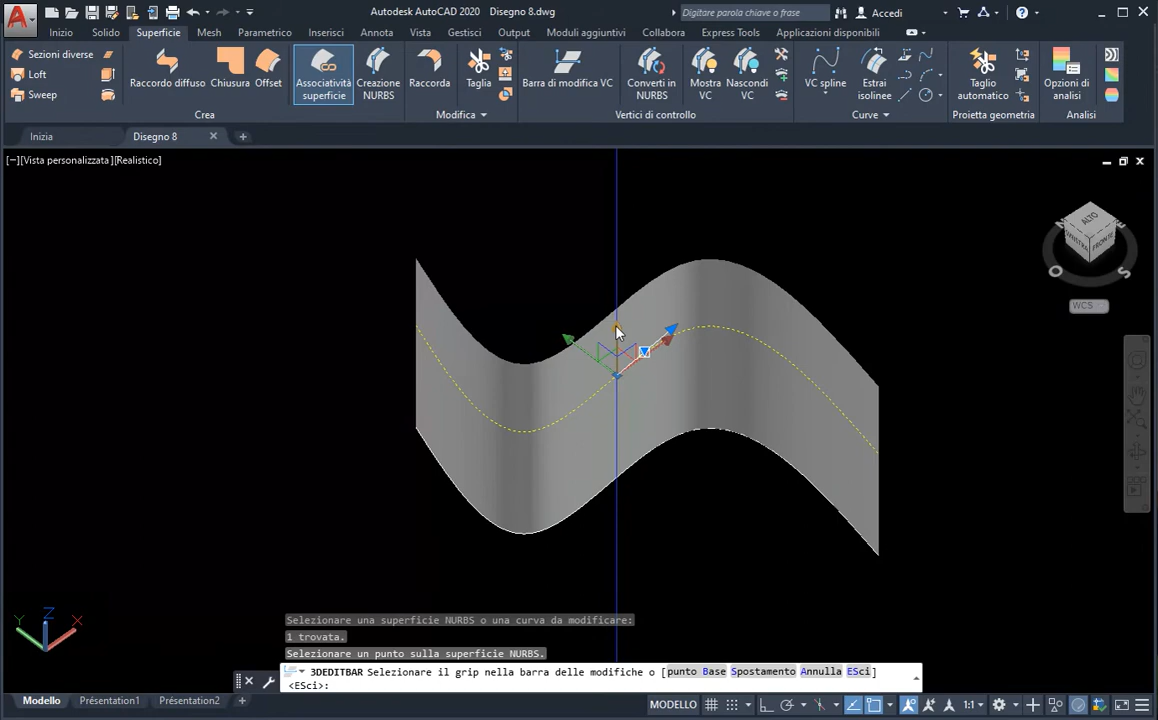 Autodesk AutoCAD 2020 Disegno 8.dwg
Digitare parola chiave o frase
Accedi
Inizia Solido Superficie Mesh Parametrico Inserisci Annota Vista Gestisci Output Moduli aggiuntivi Collabora Express Tools Applicazioni disponibili
Sezioni diverse
Loft
Sweep
Raccordo diffuso
Chiusura
Offset
Associatività
superficie
Creazione
NURBS
Raccorda
Taglia
Barra di modifica VC
Converti in
NURBS
Mostra
VC
Nascondi
VC
VC spline
Estrai
isolinee
Taglio
automatico
Opzioni di
analisi
Crea
Modifica
Vertici di controllo
Curve
Proietta geometria
Analisi
Inizia
Disegno 8
[−][Vista personalizzata][Realistico]
ALTO
SINISTRA
FRONTE
N
O
S
WCS
Z
Y
X
Selezionare una superficie NURBS o una curva da modificare:
1 trovata.
Selezionare un punto sulla superficie NURBS.
3DEDITBAR Selezionare il grip nella barra delle modifiche o [punto Base Spostamento Annulla ESci]
<ESci>:
Modello Présentation1 Présentation2
MODELLO
1:1